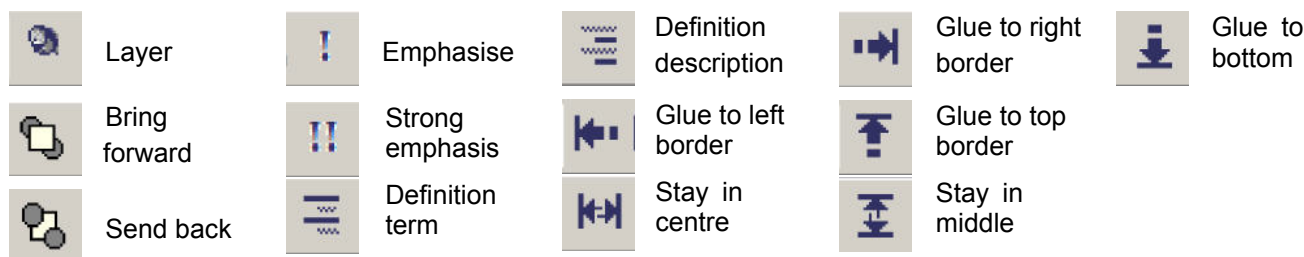 Layer
Emphasise
Definition
description
Glue to right
border
Glue to
bottom
Bring
forward
Strong
emphasis
Glue to left
border
Glue to top
border
Send back
Definition
term
Stay in
centre
Stay in
middle